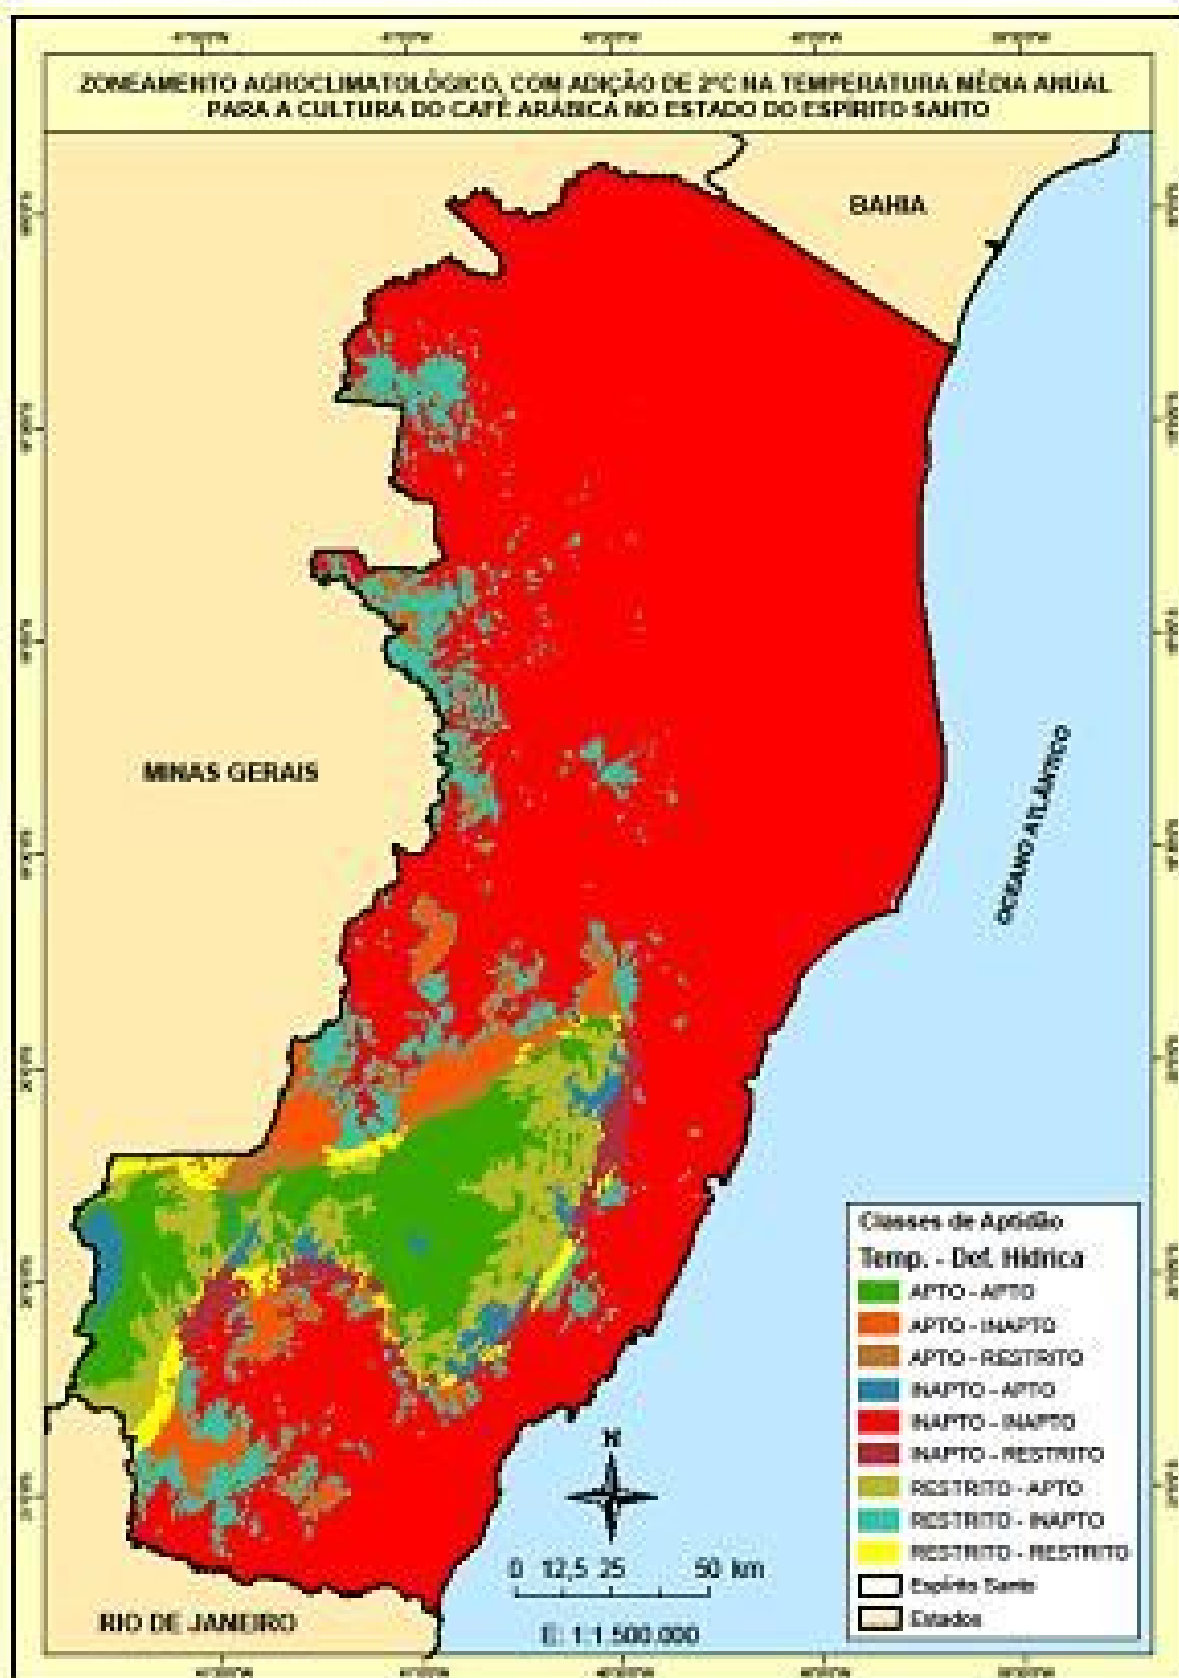 ZONEAMENTO AGROCLIMATOLÓGICO, COM ADIÇÃO DE 2ºC NA TEMPERATURA MÉDIA ANUAL
PARA A CULTURA DO CAFÉ ARÁBICA NO ESTADO DO ESPÍRITO SANTO
BAHIA
MINAS GERAIS
OCEANO ATLÂNTICO
Classes de Aptidão
Temp. - Def. Hídrica
APTO - APTO
APTO - INAPTO
APTO - RESTRITO
INAPTO - APTO
INAPTO - INAPTO
INAPTO - RESTRITO
RESTRITO - APTO
RESTRITO - INAPTO
RESTRITO - RESTRITO
Espírito Santo
Estados
N
0 12,5 25 50 km
E: 1:1.500.000
RIO DE JANEIRO